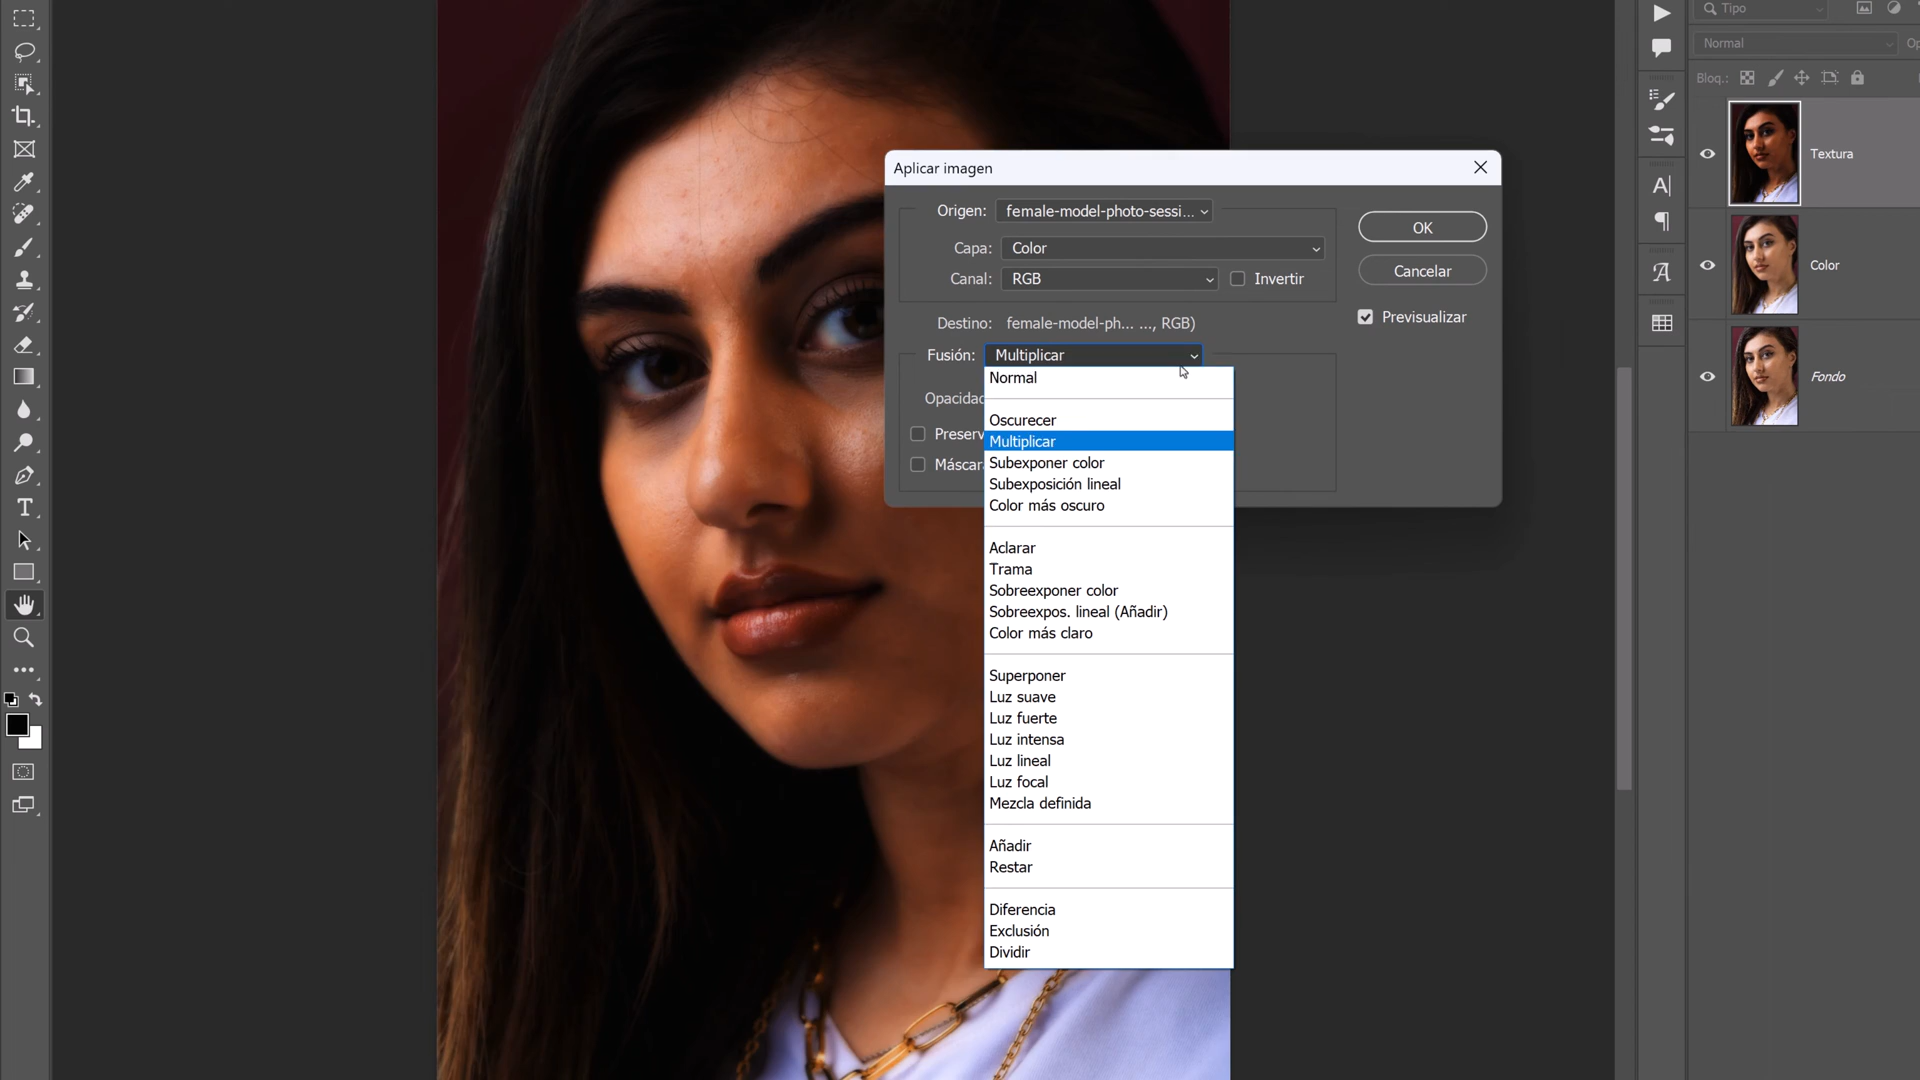 Aplicar imagen
Origen: female-model-photo-sessi...
Capa: Color
Canal: RGB Invertir
Destino: female-model-ph... ..., RGB)
Fusión: Multiplicar
Opacidad
Preserv
Máscara
OK
Cancelar
Previsualizar
Normal
Oscurecer
Multiplicar
Subexponer color
Subexposición lineal
Color más oscuro
Aclarar
Trama
Sobreexponer color
Sobreexpos. lineal (Añadir)
Color más claro
Superponer
Luz suave
Luz fuerte
Luz intensa
Luz lineal
Luz focal
Mezcla definida
Añadir
Restar
Diferencia
Exclusión
Dividir
Tipo
Normal Op
Bloq.:
Textura
Color
Fondo